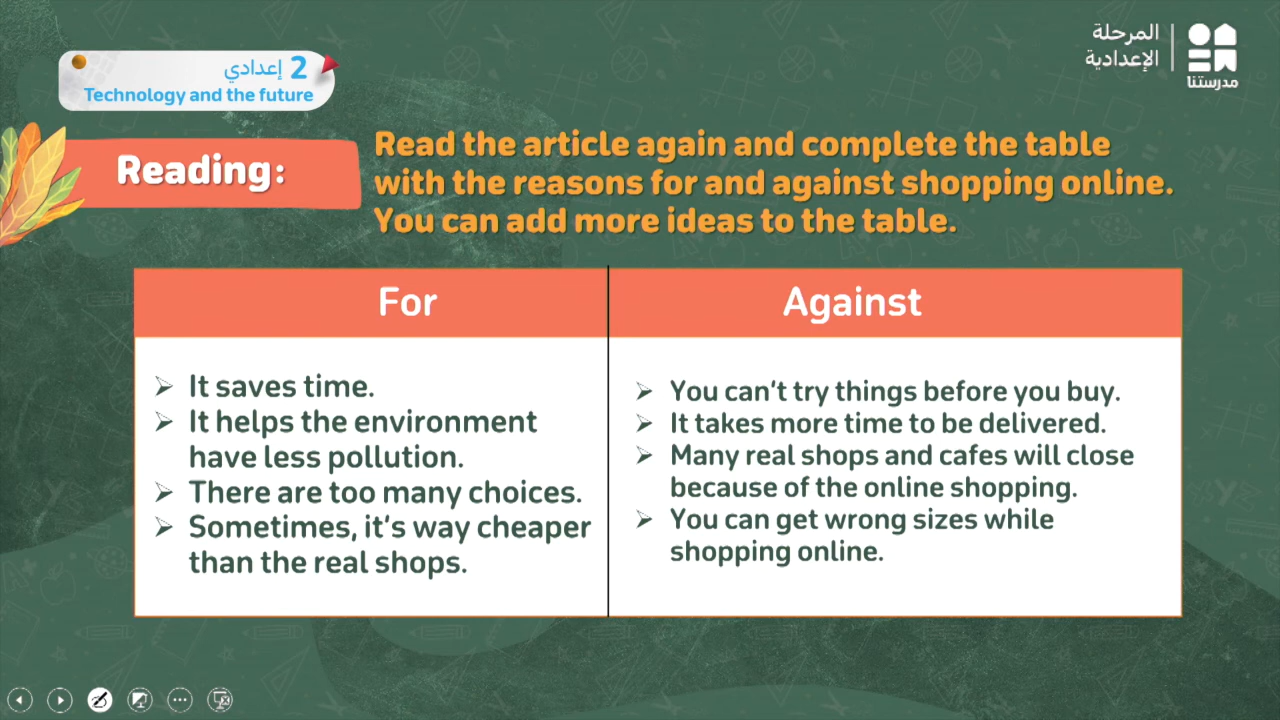 المرحلة
الإعدادية
مدرستنا
2 إعدادي
Technology and the future
Reading:
Read the article again and complete the table
with the reasons for and against shopping online.
You can add more ideas to the table.
For
Against
➢ It saves time.
➢ It helps the environment
have less pollution.
➢ There are too many choices.
➢ Sometimes, it's way cheaper
than the real shops.
➢ You can't try things before you buy.
➢ It takes more time to be delivered.
➢ Many real shops and cafes will close
because of the online shopping.
➢ You can get wrong sizes while
shopping online.